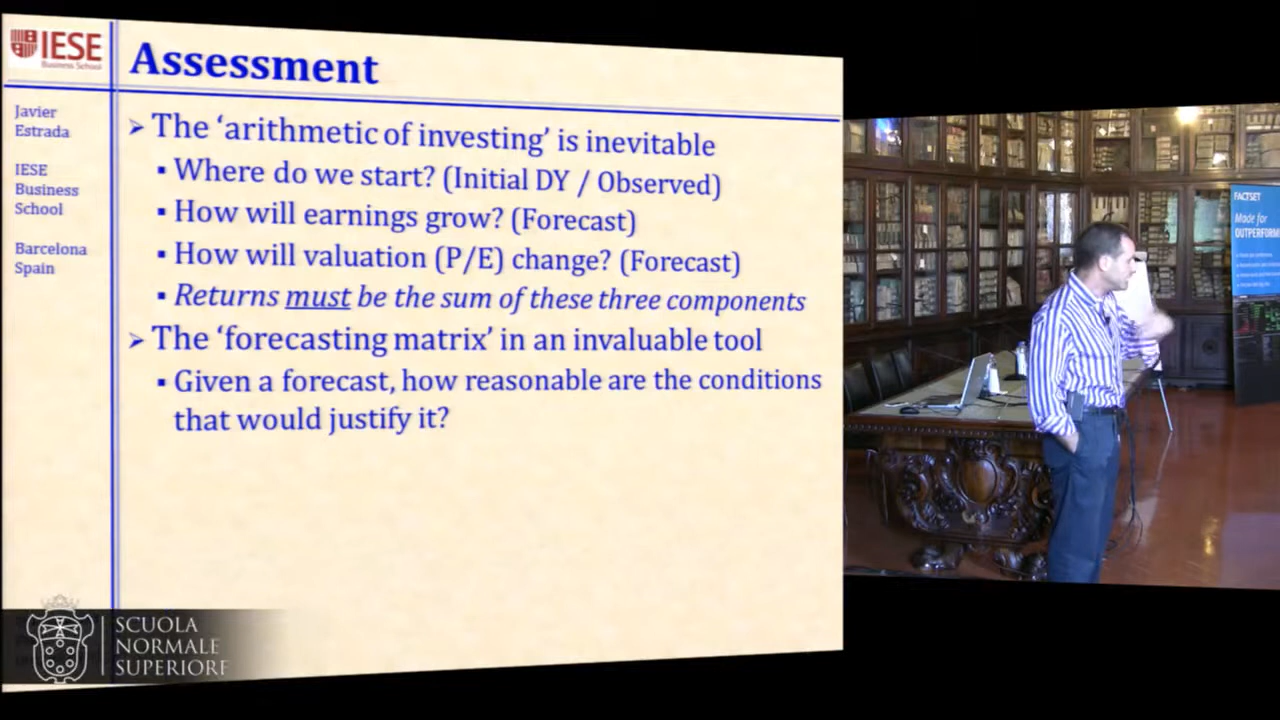 IESE
Business School
Assessment
Javier
Estrada
IESE
Business
School
Barcelona
Spain
➢ The ‘arithmetic of investing’ is inevitable
▪ Where do we start? (Initial DY / Observed)
▪ How will earnings grow? (Forecast)
▪ How will valuation (P/E) change? (Forecast)
▪ Returns must be the sum of these three components
➢ The ‘forecasting matrix’ in an invaluable tool
▪ Given a forecast, how reasonable are the conditions
that would justify it?
SCUOLA
NORMALE
SUPERIORE
FACTSET
Made for
OUTPERFORM